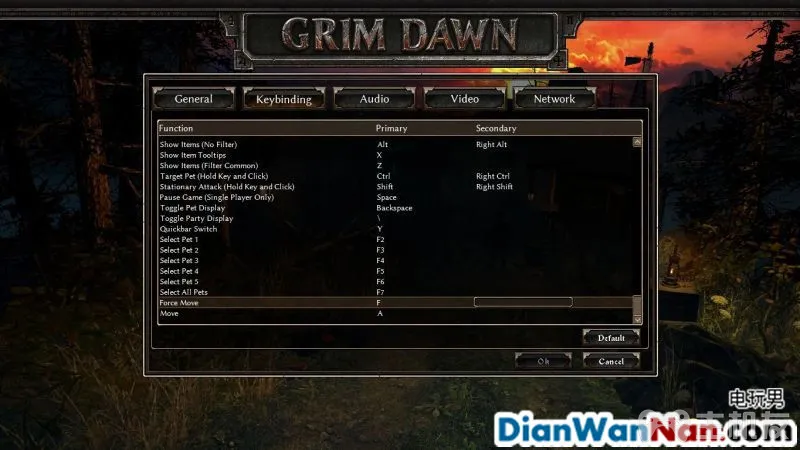 GRIM DAWN
General Keybinding Audio Video Network
Function Primary Secondary
Show Items (No Filter) Alt Right Alt
Show Item Tooltips X
Show Items (Filter Common) Z
Target Pet (Hold Key and Click) Ctrl Right Ctrl
Stationary Attack (Hold Key and Click) Shift Right Shift
Pause Game (Single Player Only) Space
Toggle Pet Display Backspace
Toggle Party Display \
Quickbar Switch Y
Select Pet 1 F2
Select Pet 2 F3
Select Pet 3 F4
Select Pet 4 F5
Select Pet 5 F6
Select All Pets F7
Force Move F
Move A
Default
Ok Cancel
电玩男
DianWanNan.com